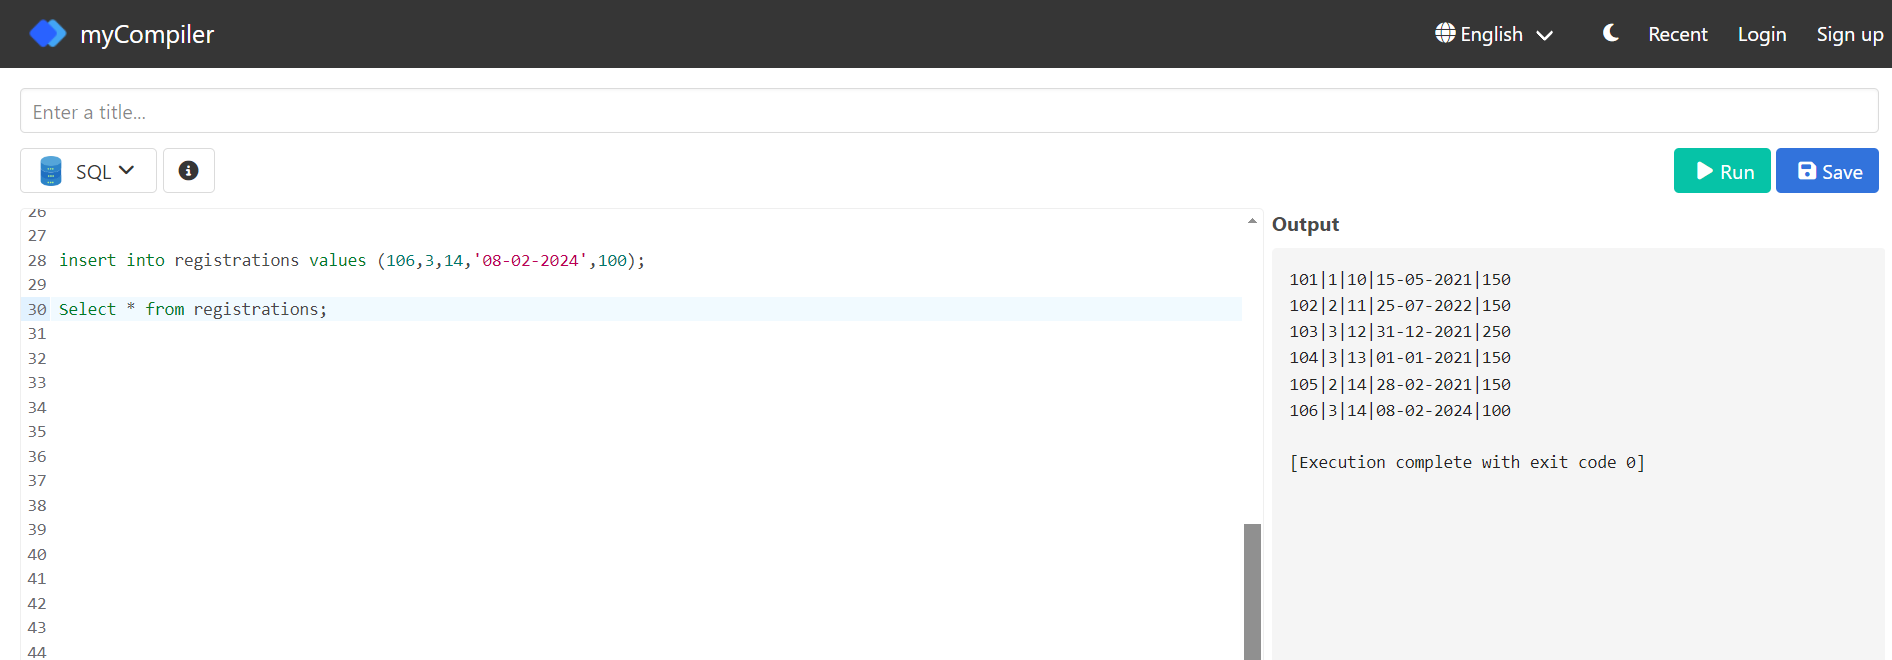 myCompiler
English
Recent
Login
Sign up
Enter a title...
SQL
Run
Save
26
27
28 insert into registrations values (106,3,14,'08-02-2024',100);
29
30 Select * from registrations;
31
32
33
34
35
36
37
38
39
40
41
42
43
44
Output
101|1|10|15-05-2021|150
102|2|11|25-07-2022|150
103|3|12|31-12-2021|250
104|3|13|01-01-2021|150
105|2|14|28-02-2021|150
106|3|14|08-02-2024|100
[Execution complete with exit code 0]